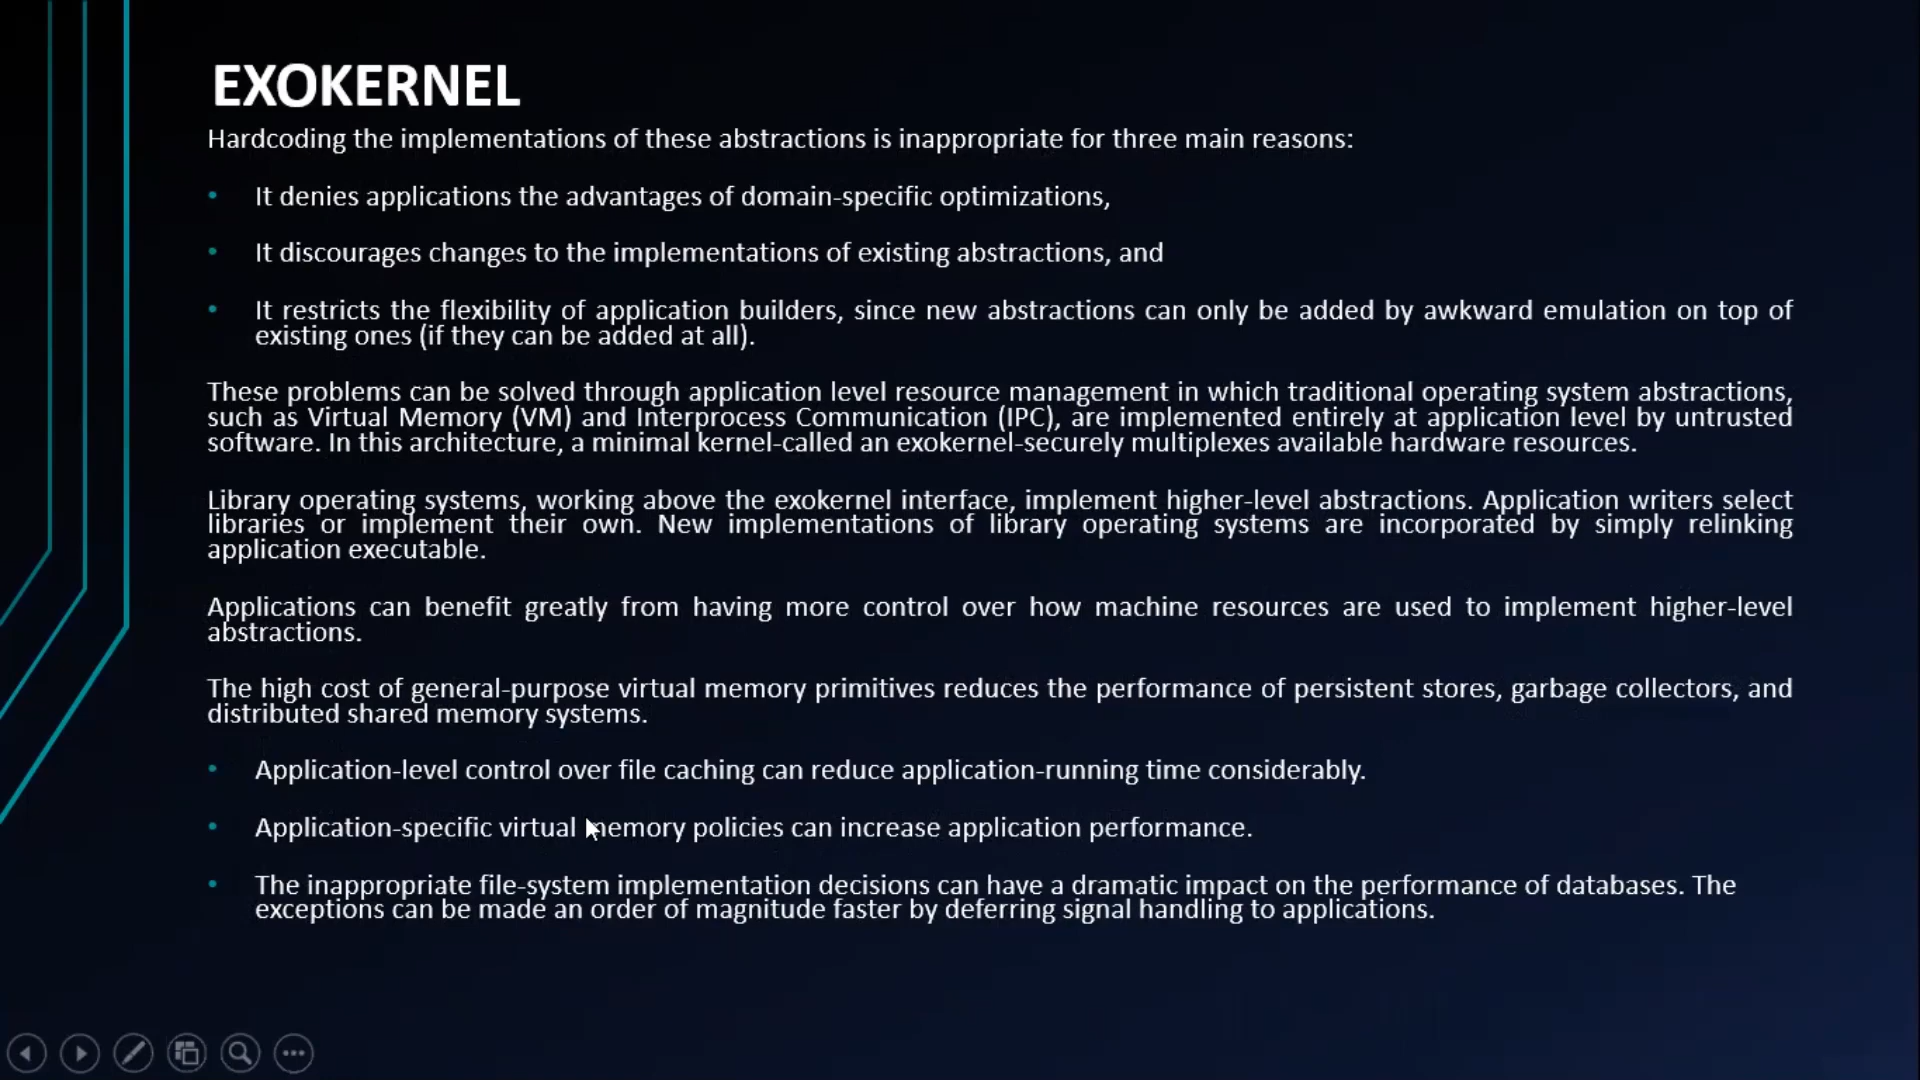 EXOKERNEL
Hardcoding the implementations of these abstractions is inappropriate for three main reasons:
• It denies applications the advantages of domain-specific optimizations,
• It discourages changes to the implementations of existing abstractions, and
• It restricts the flexibility of application builders, since new abstractions can only be added by awkward emulation on top of
existing ones (if they can be added at all).
These problems can be solved through application level resource management in which traditional operating system abstractions,
such as Virtual Memory (VM) and Interprocess Communication (IPC), are implemented entirely at application level by untrusted
software. In this architecture, a minimal kernel-called an exokernel-securely multiplexes available hardware resources.
Library operating systems, working above the exokernel interface, implement higher-level abstractions. Application writers select
libraries or implement their own. New implementations of library operating systems are incorporated by simply relinking
application executable.
Applications can benefit greatly from having more control over how machine resources are used to implement higher-level
abstractions.
The high cost of general-purpose virtual memory primitives reduces the performance of persistent stores, garbage collectors, and
distributed shared memory systems.
• Application-level control over file caching can reduce application-running time considerably.
• Application-specific virtual memory policies can increase application performance.
• The inappropriate file-system implementation decisions can have a dramatic impact on the performance of databases. The
exceptions can be made an order of magnitude faster by deferring signal handling to applications.